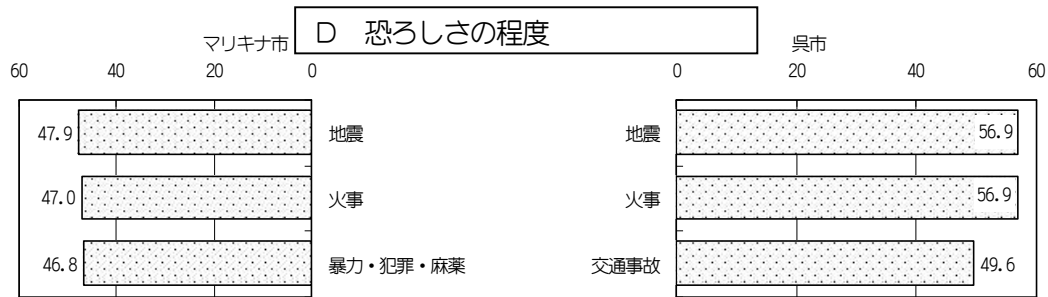 D 恐ろしさの程度
マリキナ市 呉市
60 40 20 0 0 20 40 60
47.9 地震 地震 56.9
47.0 火事 火事 56.9
46.8 暴力・犯罪・麻薬 交通事故 49.6